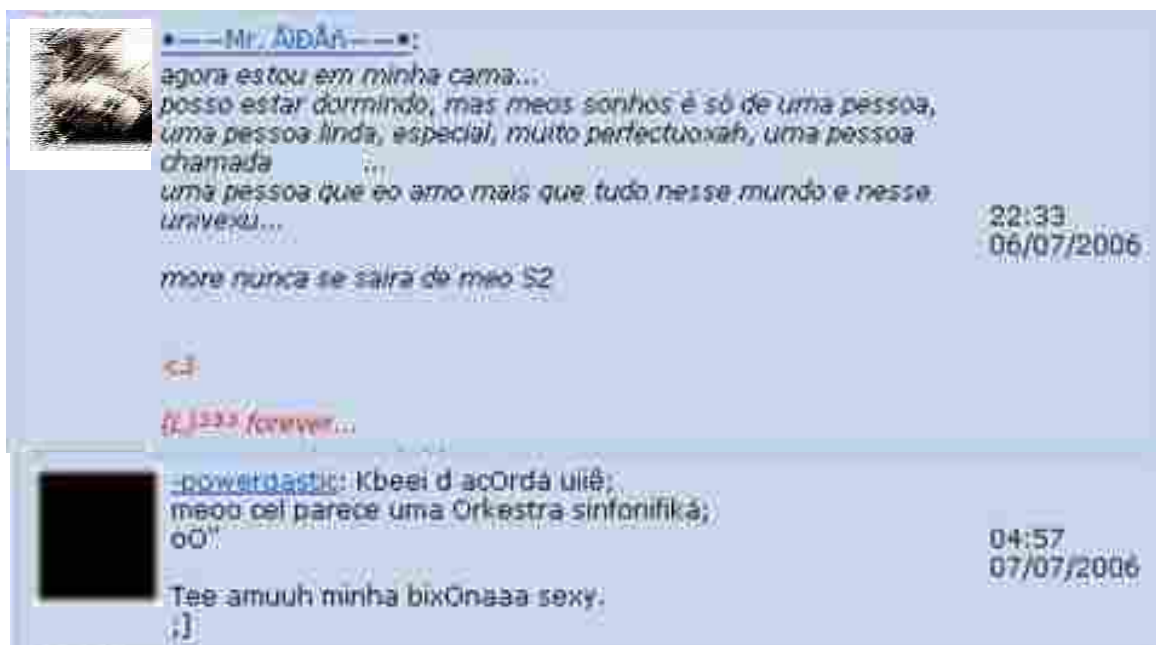 •——Mr. ÅiÐÅn——•:
agora estou em minha cama...
posso estar dormindo, mas meos sonhos é só de uma pessoa,
uma pessoa linda, especial, muito perfectuoxah, uma pessoa
chamada ...
uma pessoa que eo amo mais que tudo nesse mundo e nesse
univexu...
22:33
06/07/2006
more nunca se saira de meo S2
<3
(L)³³³ forever...
-powerdastic: Kbeei d acOrdá uiiê;
meoo cel parece uma Orkestra sinfonifiká;
oO"
04:57
07/07/2006
Tee amuuh minha bixOnaaa sexy.
;]